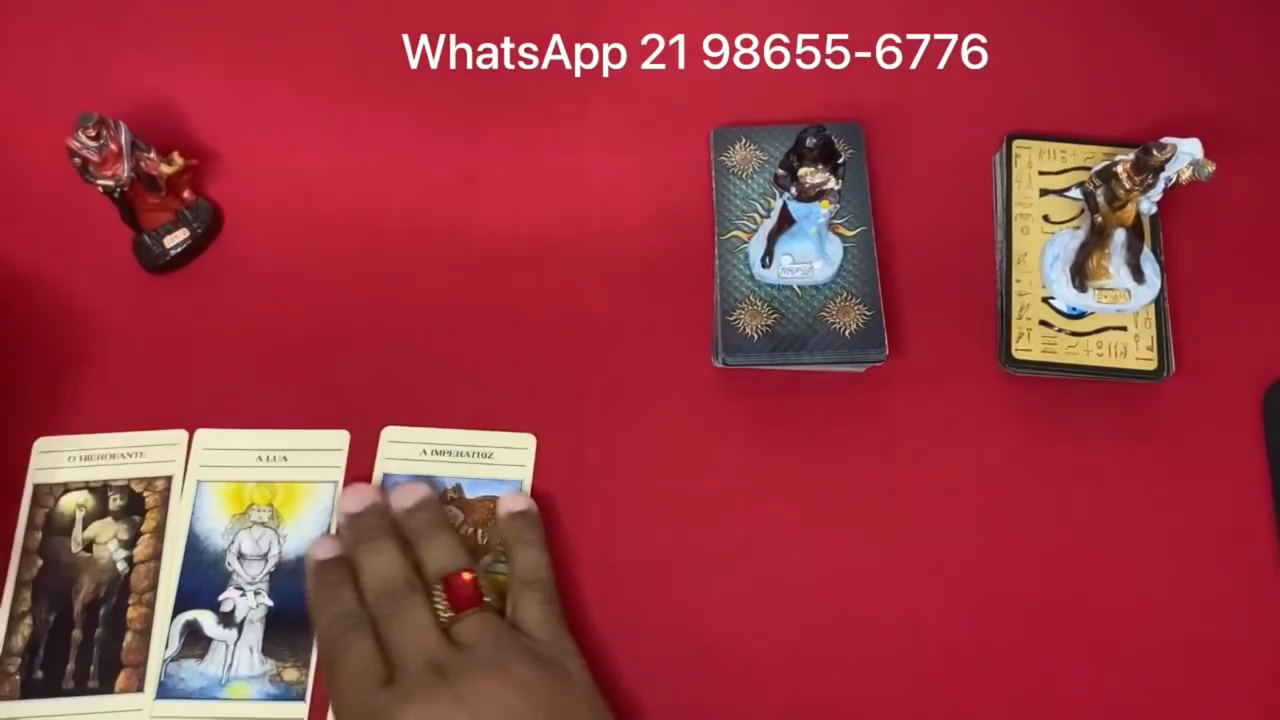 WhatsApp 21 98655-6776
O HIEROFANTE
A LUA
A IMPERATRIZ